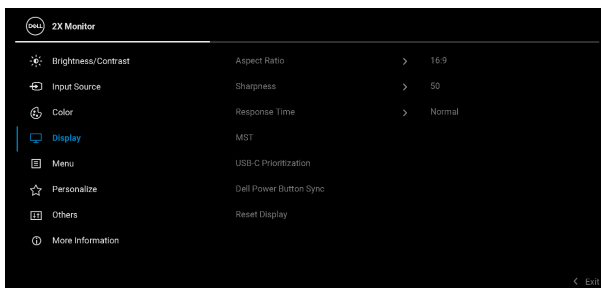 DELL 2X Monitor
Brightness/Contrast Aspect Ratio > 16:9
Input Source Sharpness > 50
Color Response Time > Normal
Display MST
Menu USB-C Prioritization
Personalize Dell Power Button Sync
Others Reset Display
More Information
< Exit